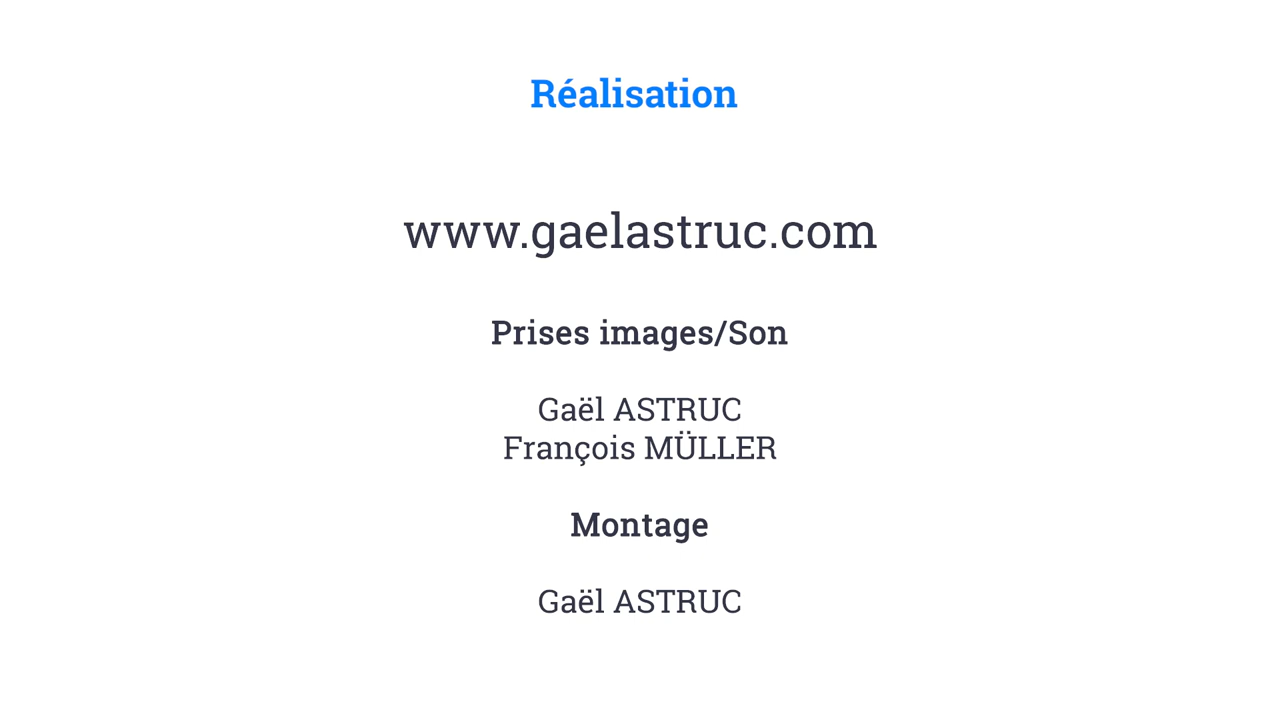 Réalisation
www.gaelastruc.com
Prises images/Son
Gaël ASTRUC
François MÜLLER
Montage
Gaël ASTRUC